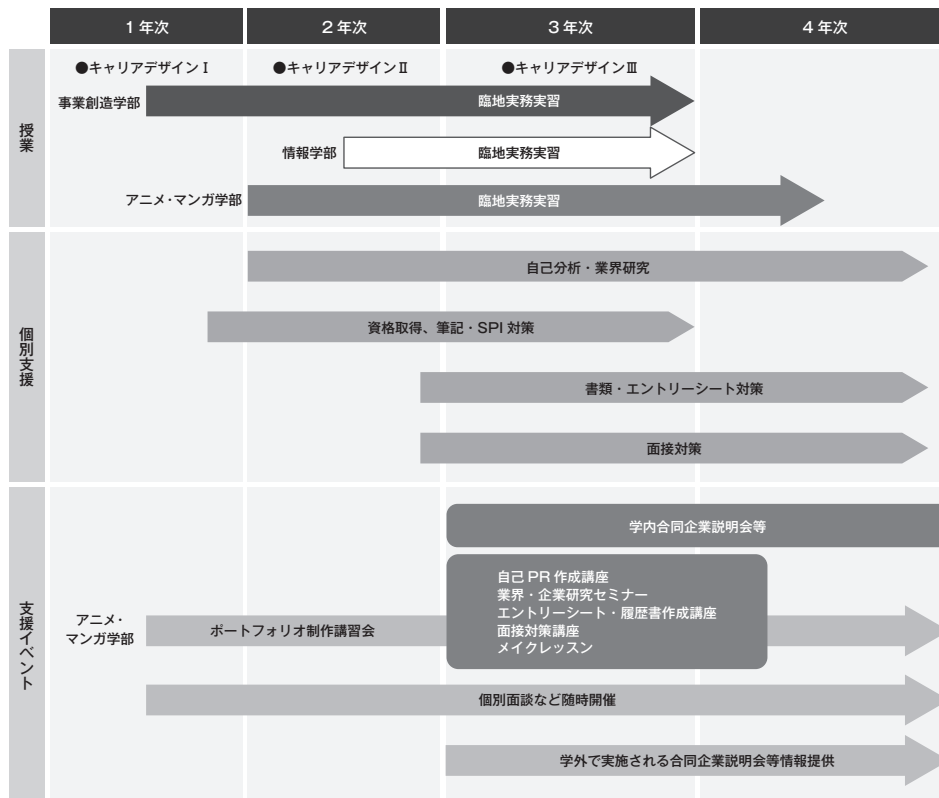 1年次
2年次
3年次
4年次
授業
●キャリアデザインⅠ
●キャリアデザインⅡ
●キャリアデザインⅢ
事業創造学部
臨地実務実習
情報学部
臨地実務実習
アニメ・マンガ学部
臨地実務実習
個別支援
自己分析・業界研究
資格取得、筆記・SPI 対策
書類・エントリーシート対策
面接対策
支援イベント
学内合同企業説明会等
自己 PR 作成講座
業界・企業研究セミナー
エントリーシート・履歴書作成講座
面接対策講座
メイクレッスン
アニメ・
マンガ学部
ポートフォリオ制作講習会
個別面談など随時開催
学外で実施される合同企業説明会等情報提供